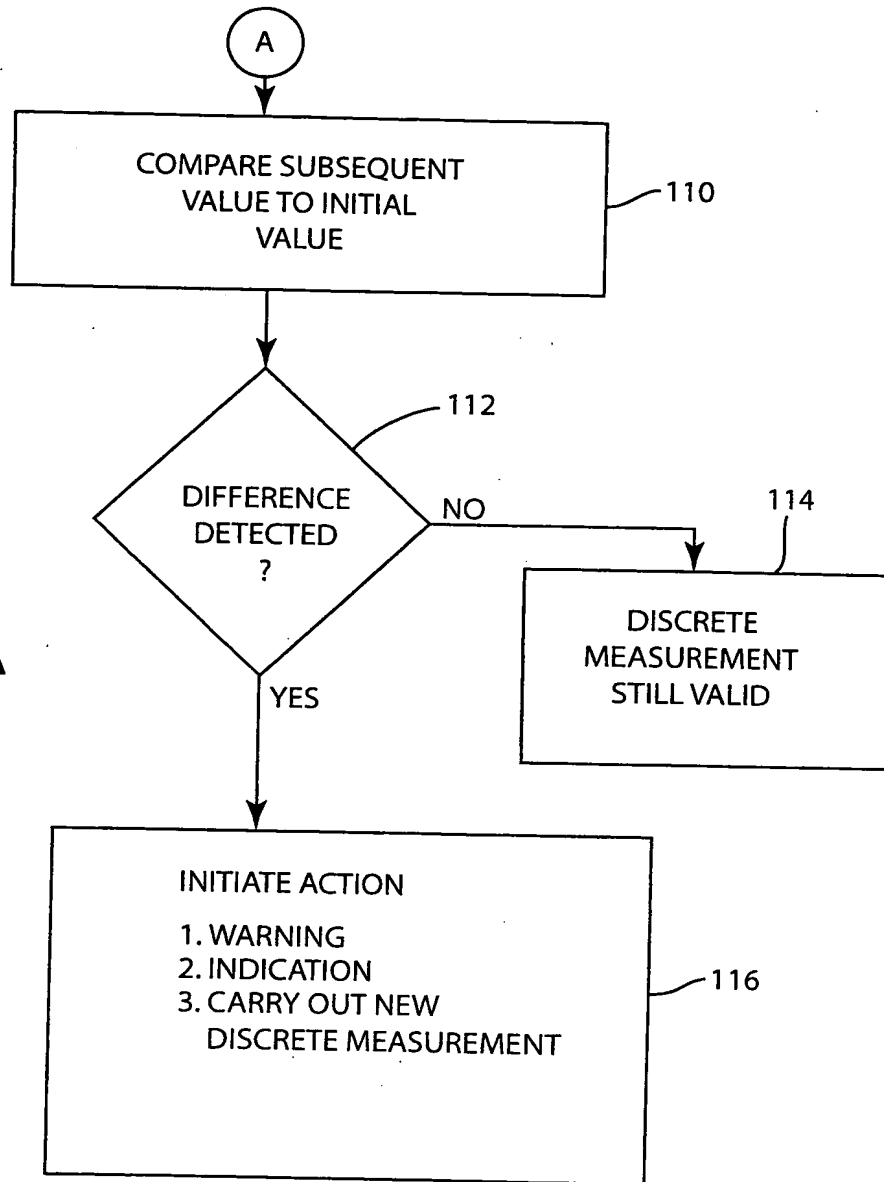 A
COMPARE SUBSEQUENT
VALUE TO INITIAL
VALUE
110
112
DIFFERENCE
DETECTED
?
NO
114
DISCRETE
MEASUREMENT
STILL VALID
YES
INITIATE ACTION
1. WARNING
2. INDICATION
3. CARRY OUT NEW
DISCRETE MEASUREMENT
116